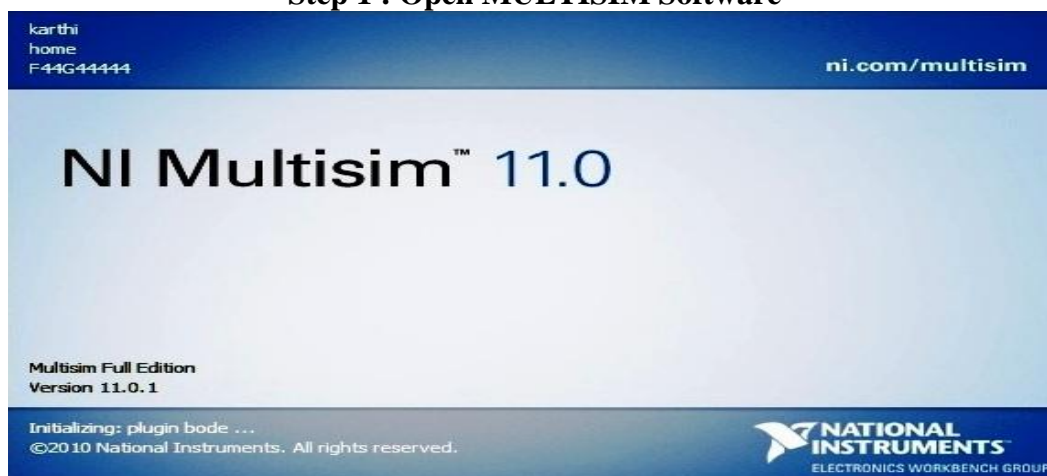 Step 1 : Open MULTISIM Software
karthi
home
F44G44444
ni.com/multisim
NI Multisim™ 11.0
Multisim Full Edition
Version 11.0.1
Initializing: plugin bode ...
©2010 National Instruments. All rights reserved.
NATIONAL
INSTRUMENTS
ELECTRONICS WORKBENCH GROUP